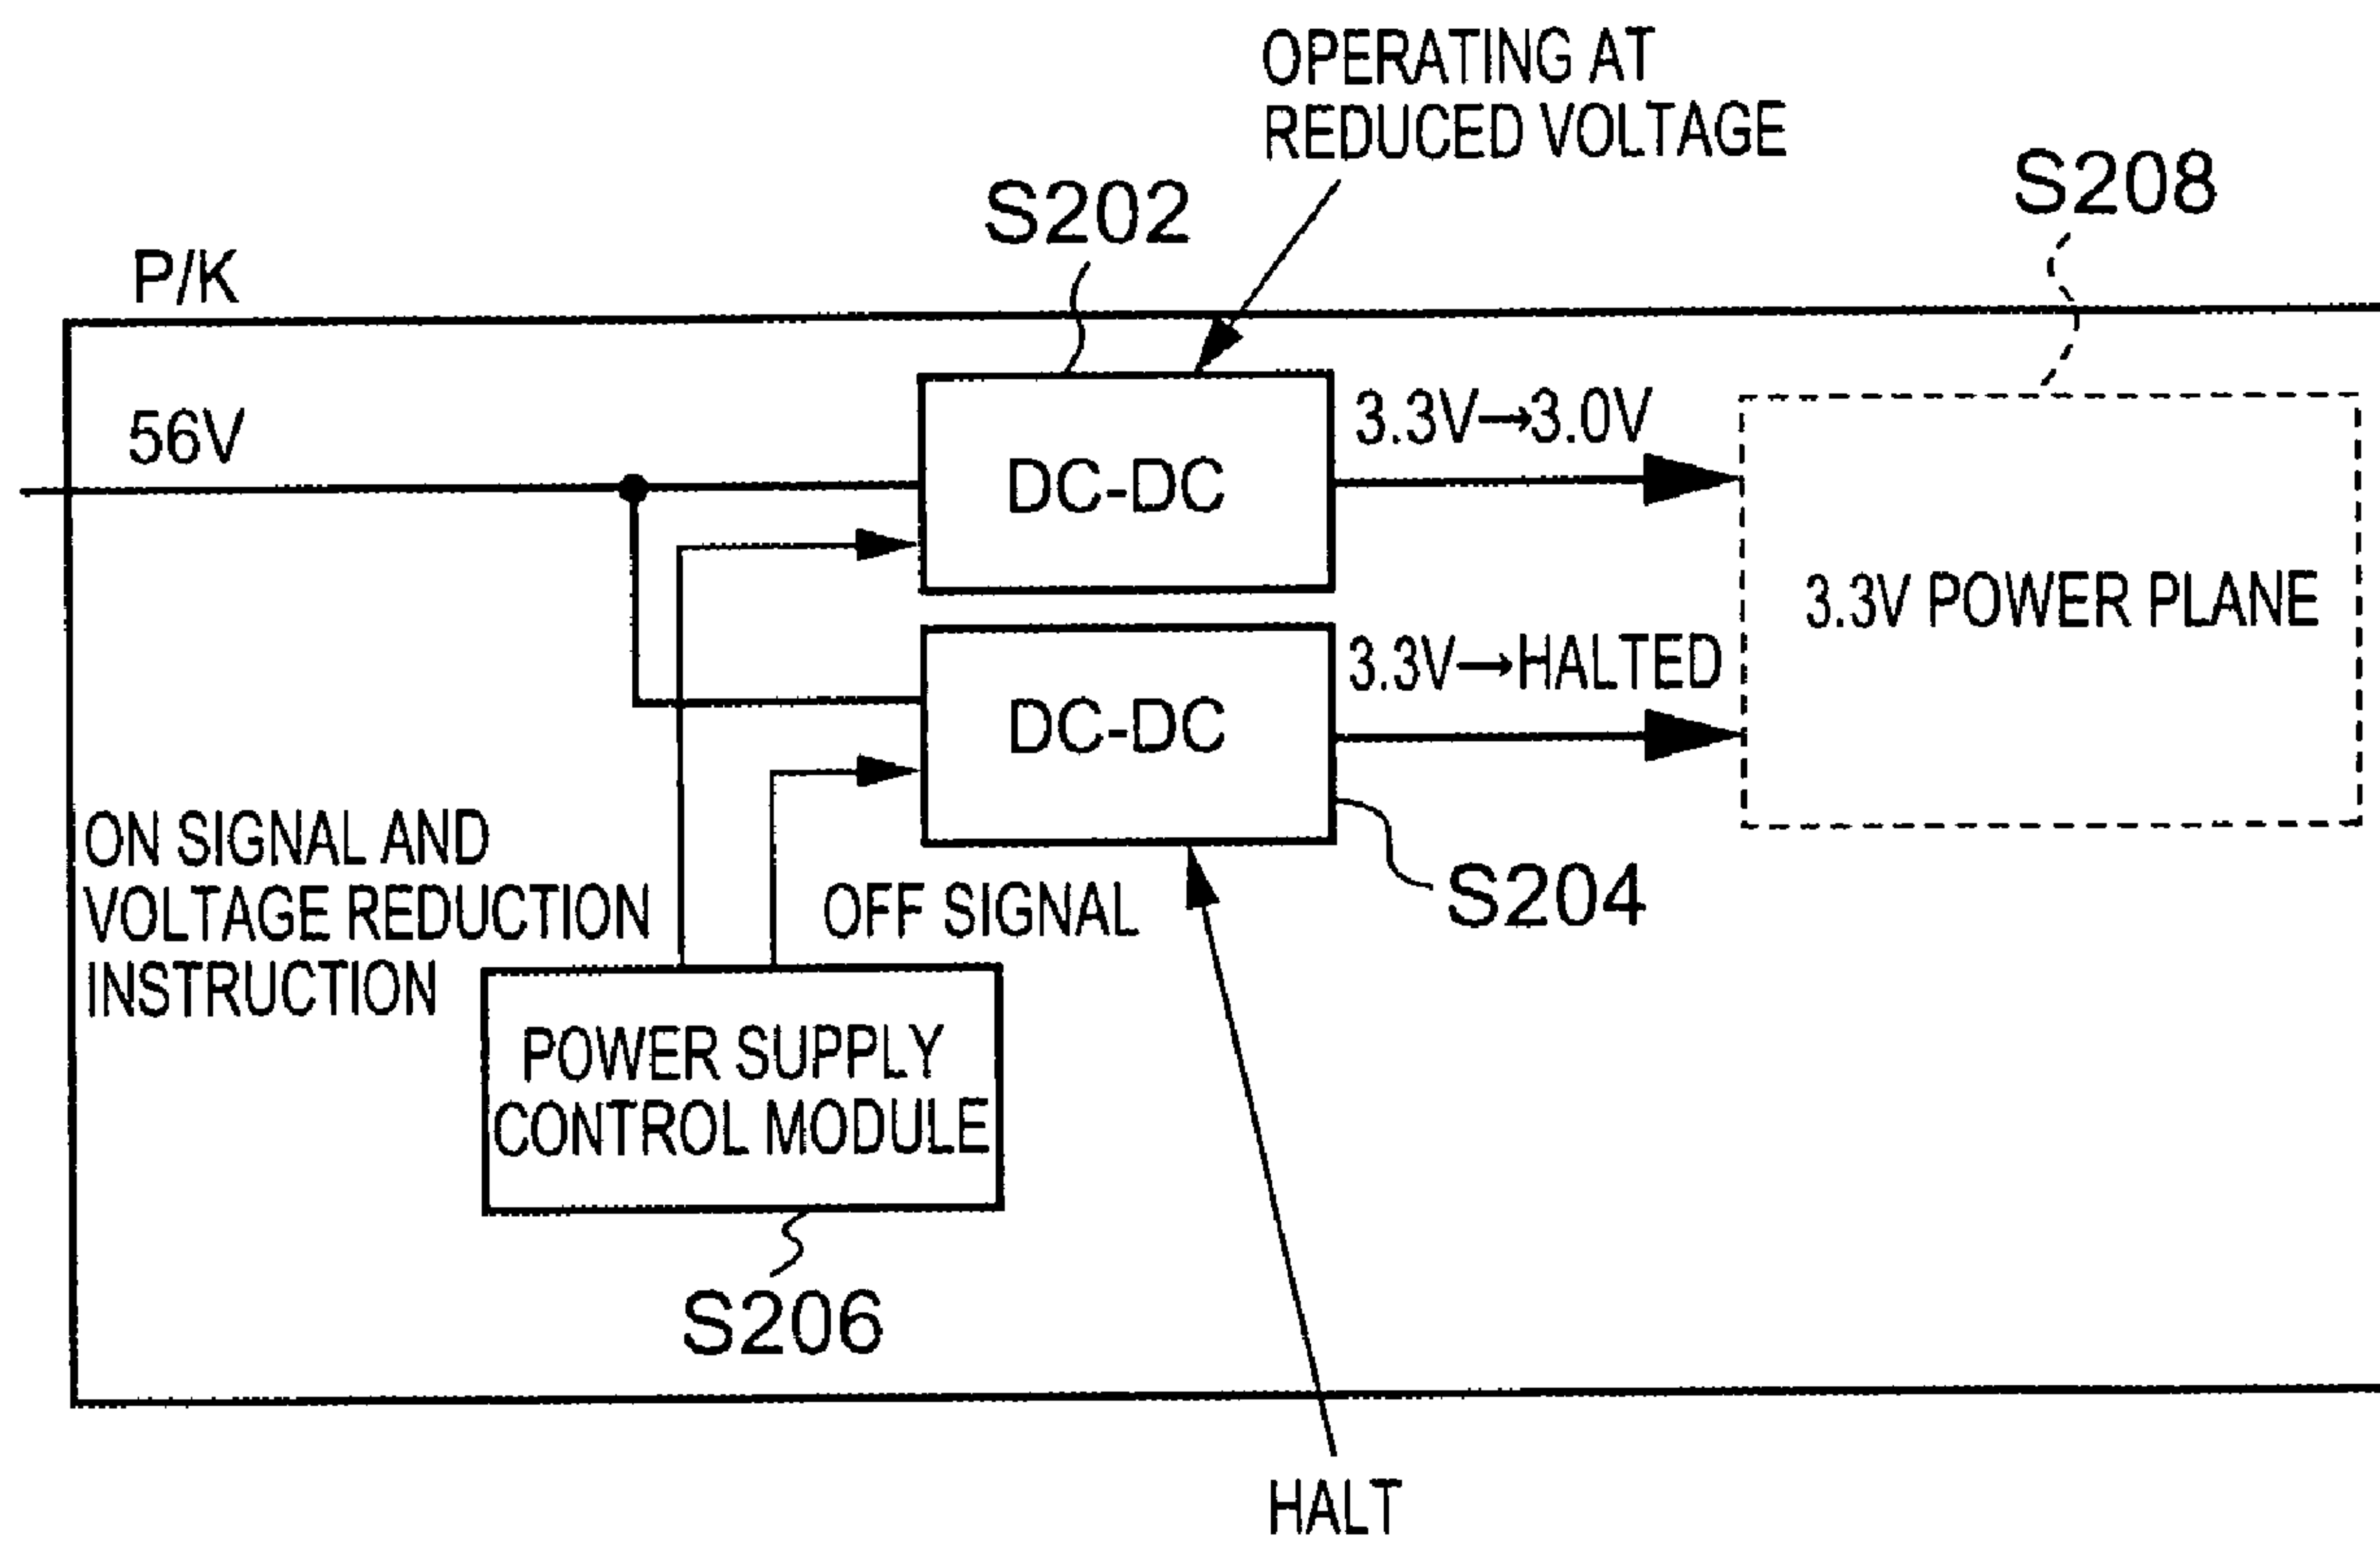 OPERATING AT
REDUCED VOLTAGE
S202
S208
P/K
56V
DC-DC
3.3V→3.0V
3.3V POWER PLANE
DC-DC
3.3V→HALTED
ON SIGNAL AND
VOLTAGE REDUCTION
INSTRUCTION
OFF SIGNAL
S204
POWER SUPPLY
CONTROL MODULE
S206
HALT